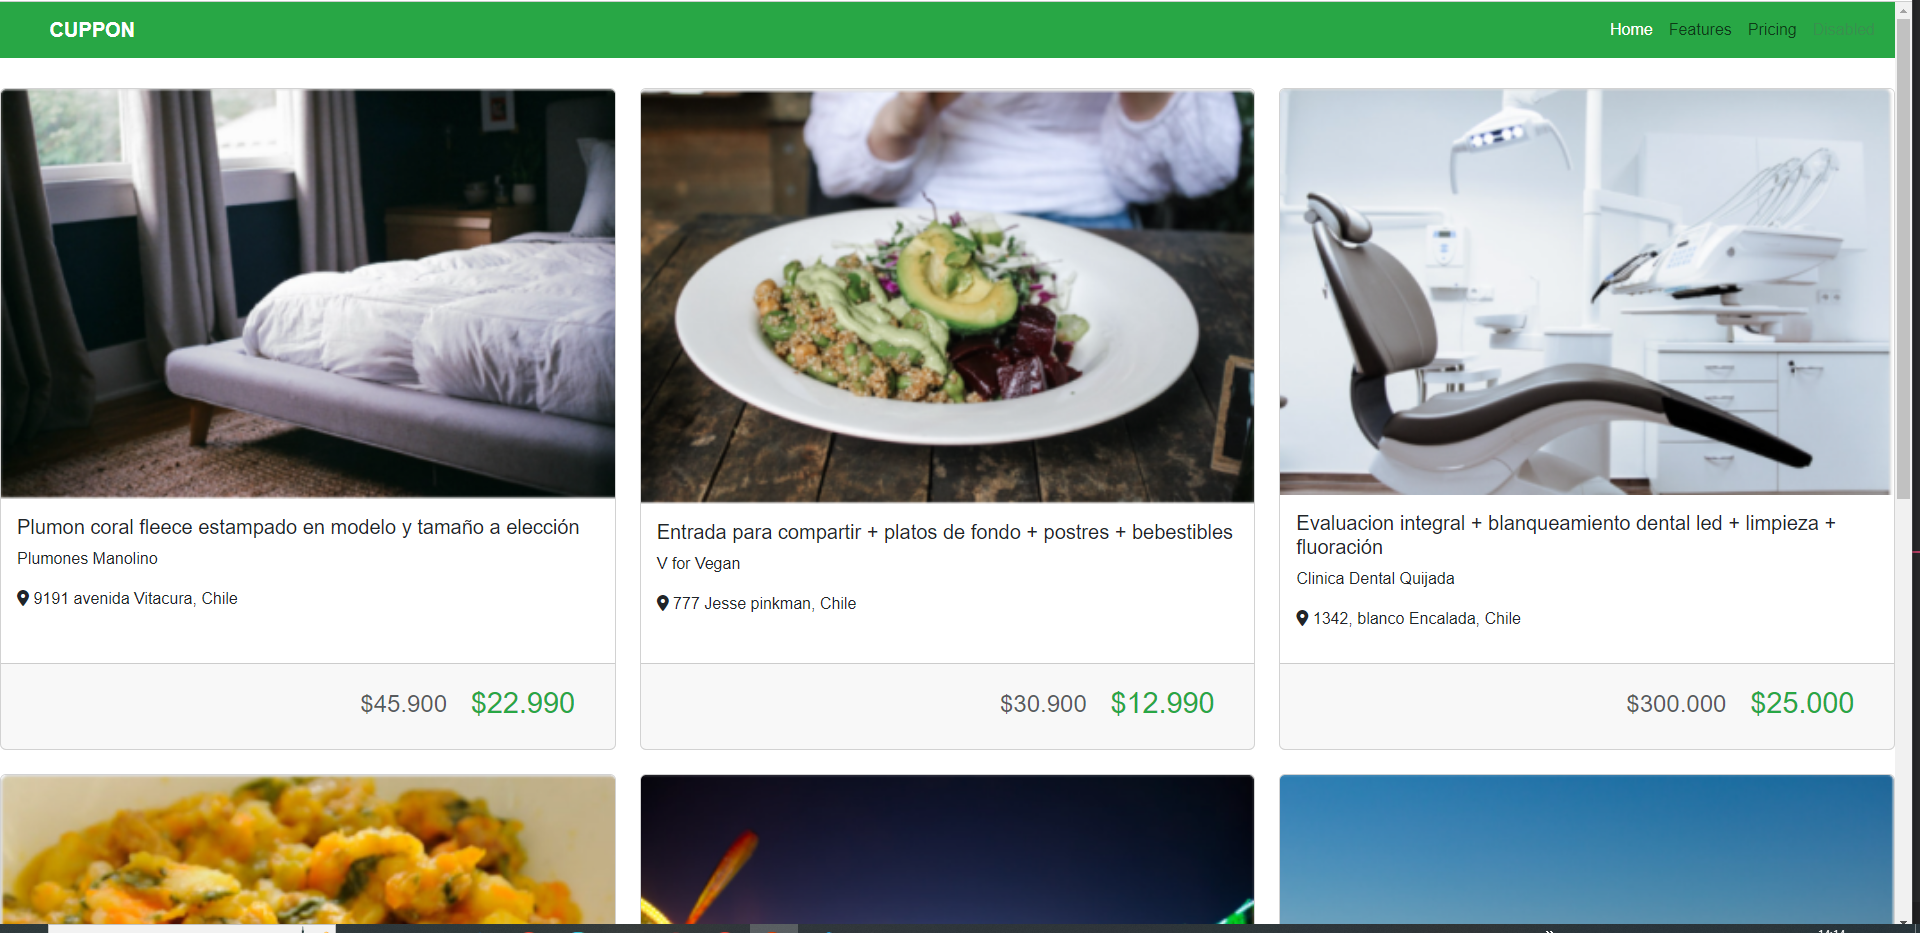 CUPPON
Home Features Pricing Disabled
Plumon coral fleece estampado en modelo y tamaño a elección
Plumones Manolino
9191 avenida Vitacura, Chile
$45.900 $22.990
Entrada para compartir + platos de fondo + postres + bebestibles
V for Vegan
777 Jesse pinkman, Chile
$30.900 $12.990
Evaluacion integral + blanqueamiento dental led + limpieza +
fluoración
Clinica Dental Quijada
1342, blanco Encalada, Chile
$300.000 $25.000